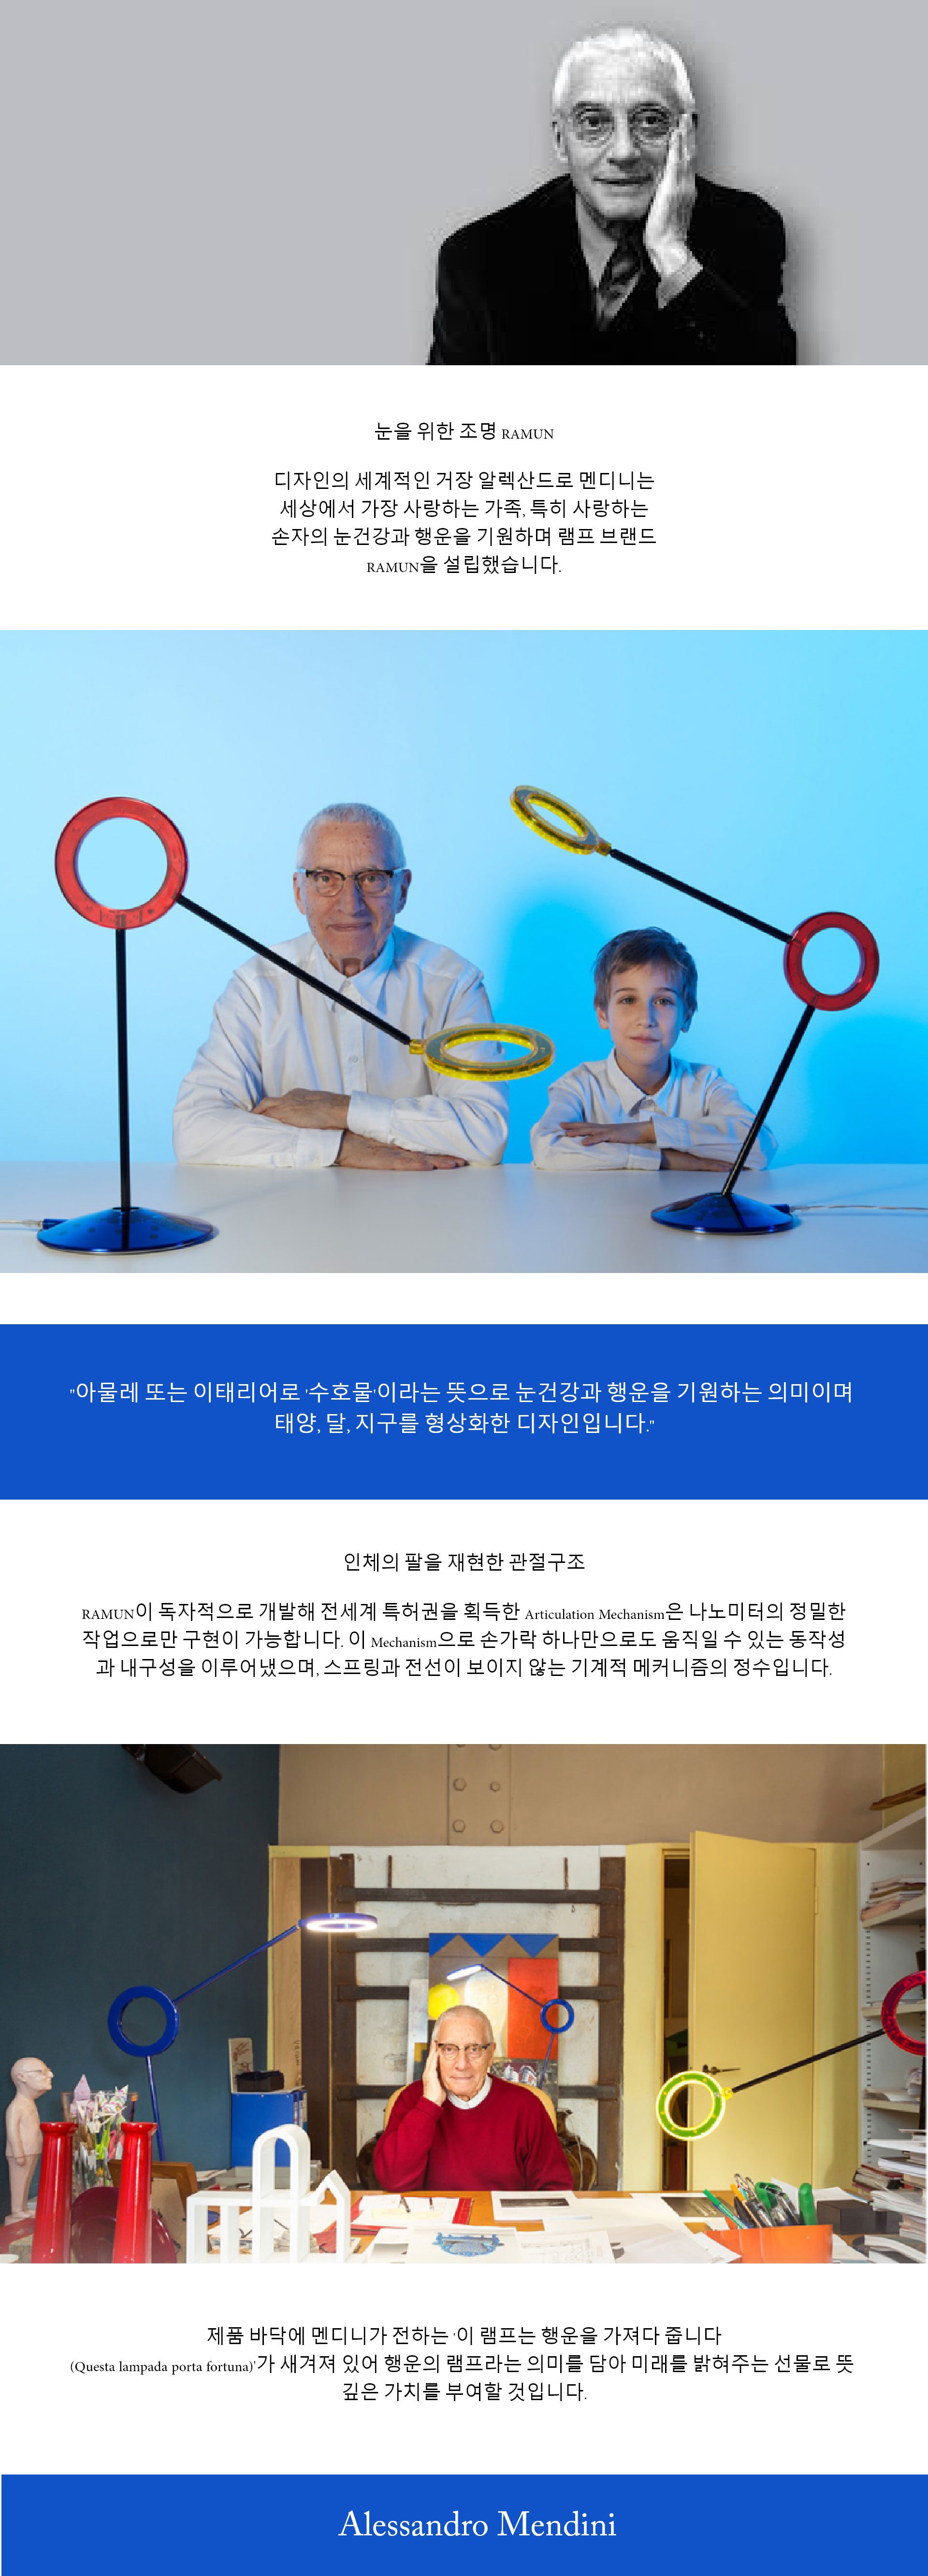 눈을 위한 조명 RAMUN
디자인의 세계적인 거장 알렉산드로 멘디니는
세상에서 가장 사랑하는 가족, 특히 사랑하는
손자의 눈건강과 행운을 기원하며 램프 브랜드
RAMUN을 설립했습니다.
"아물레 또는 이태리어로 '수호물'이라는 뜻으로 눈건강과 행운을 기원하는 의미이며
태양, 달, 지구를 형상화한 디자인입니다."
인체의 팔을 재현한 관절구조
RAMUN이 독자적으로 개발해 전세계 특허권을 획득한 Articulation Mechanism은 나노미터의 정밀한
작업으로만 구현이 가능합니다. 이 Mechanism으로 손가락 하나만으로도 움직일 수 있는 동작성
과 내구성을 이루어냈으며, 스프링과 전선이 보이지 않는 기계적 메커니즘의 정수입니다.
제품 바닥에 멘디니가 전하는 '이 램프는 행운을 가져다 줍니다
(Questa lampada porta fortuna)'가 새겨져 있어 행운의 램프라는 의미를 담아 미래를 밝혀주는 선물로 뜻
깊은 가치를 부여할 것입니다.
Alessandro Mendini